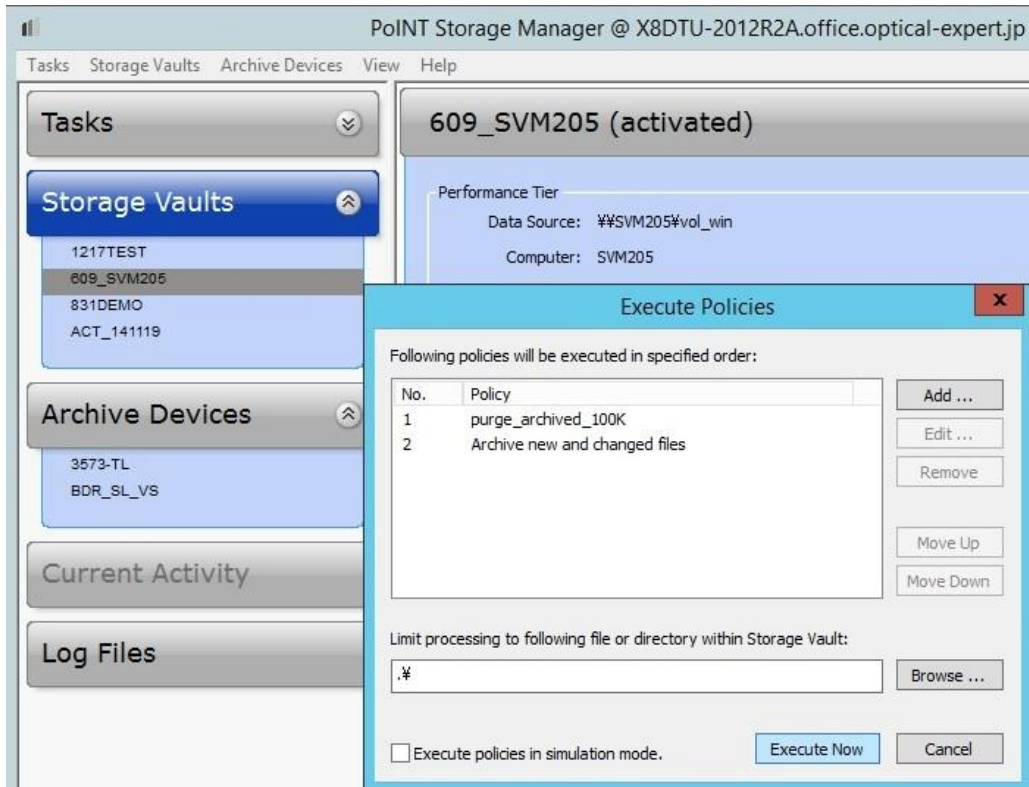 PoINT Storage Manager @ X8DTU-2012R2A.office.optical-expert.jp
Tasks Storage Vaults Archive Devices View Help
Tasks
Storage Vaults
1217TEST
609_SVM205
831DEMO
ACT_141119
Archive Devices
3573-TL
BDR_SL_VS
Current Activity
Log Files
609_SVM205 (activated)
Performance Tier
Data Source: ¥¥SVM205¥vol_win
Computer: SVM205
Execute Policies
x
Following policies will be executed in specified order:
No. Policy
1 purge_archived_100K
2 Archive new and changed files
Add ...
Edit ...
Remove
Move Up
Move Down
Limit processing to following file or directory within Storage Vault:
.¥
Browse ...
Execute policies in simulation mode.
Execute Now
Cancel